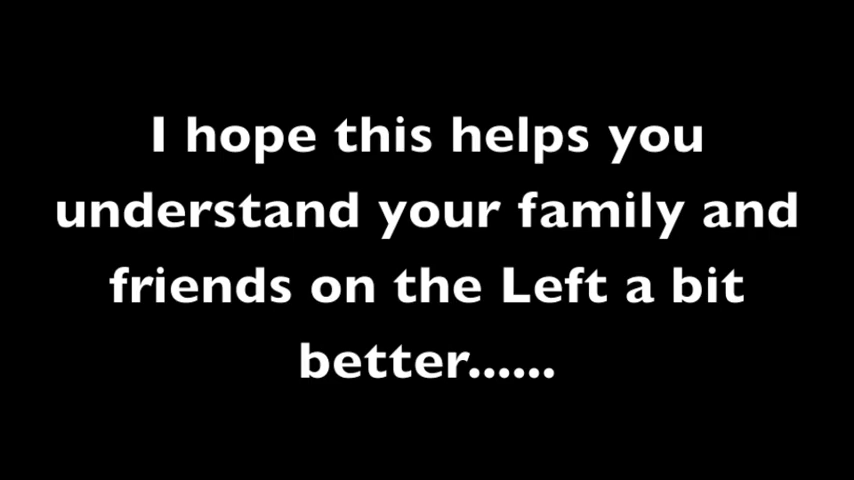 I hope this helps you
understand your family and
friends on the Left a bit
better......